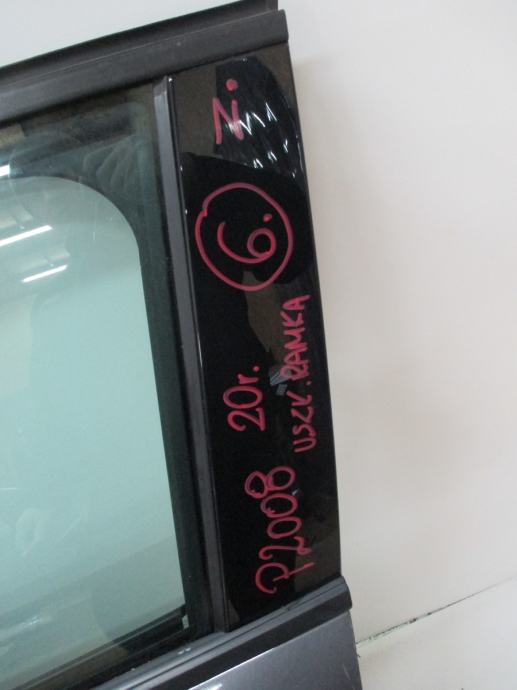 P2008 20r.
USZK. RAMKA
6.
Ń